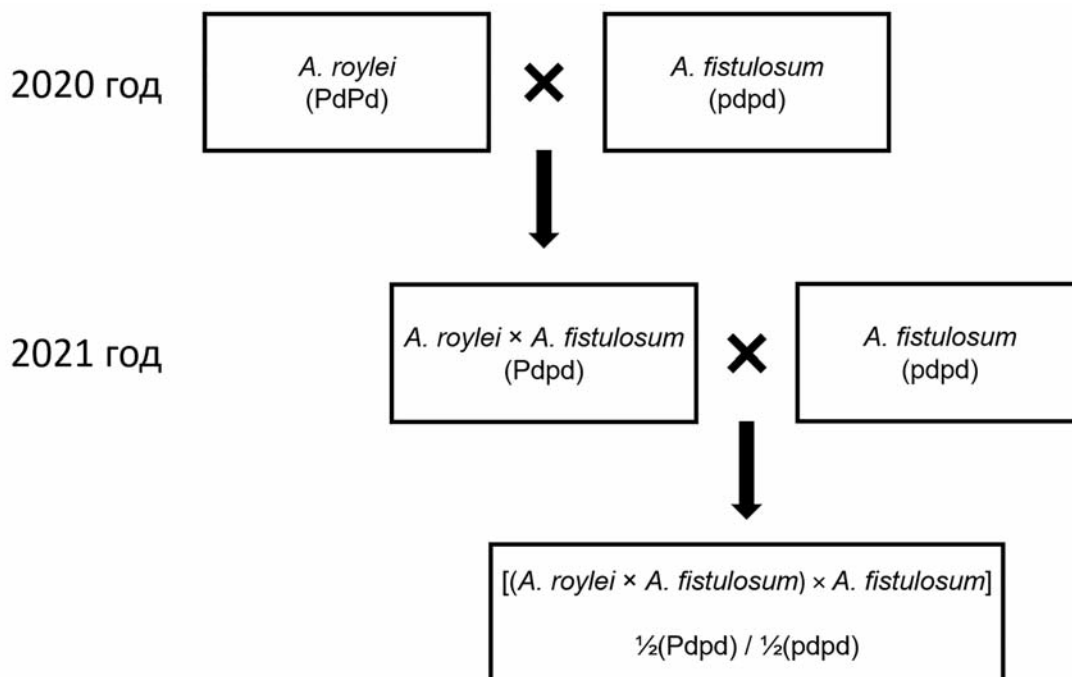 2020 год
A. roylei
(PdPd)
×
A. fistulosum
(pdpd)
2021 год
A. roylei × A. fistulosum
(Pdpd)
×
A. fistulosum
(pdpd)
[(A. roylei × A. fistulosum) × A. fistulosum]
½(Pdpd) / ½(pdpd)